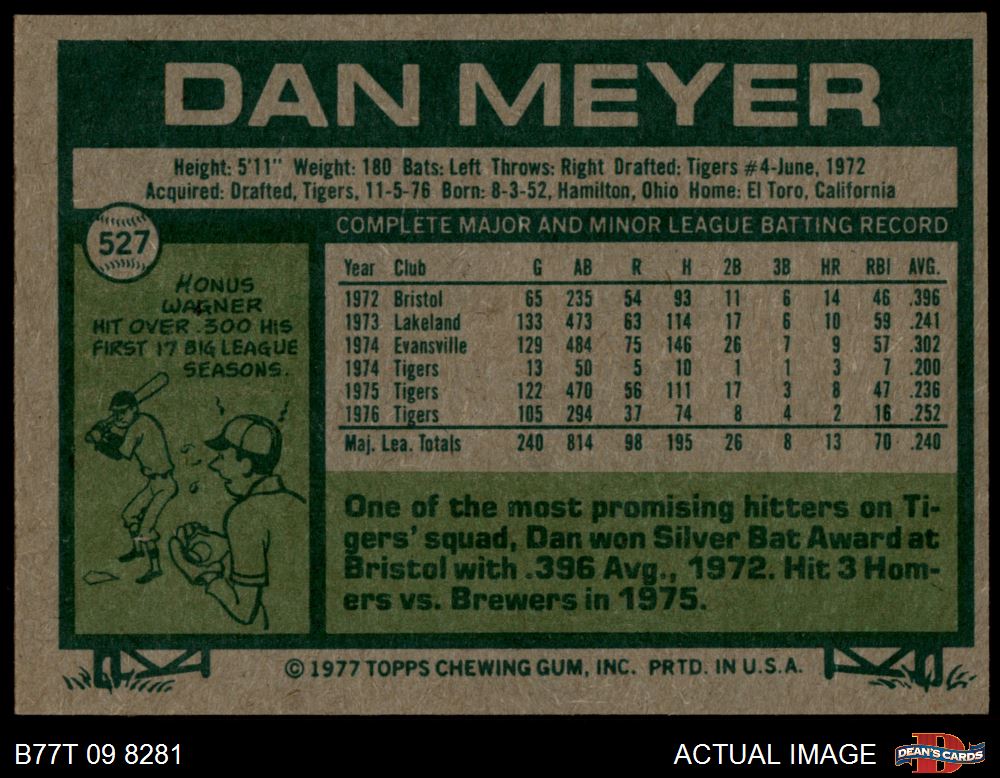 DAN MEYER
Height: 5'11" Weight: 180 Bats: Left Throws: Right Drafted: Tigers #4-June, 1972
Acquired: Drafted, Tigers, 11-5-76 Born: 8-3-52, Hamilton, Ohio Home: El Toro, California
527
HONUS
WAGNER
HIT OVER .300 HIS
FIRST 17 BIG LEAGUE
SEASONS.
COMPLETE MAJOR AND MINOR LEAGUE BATTING RECORD
Year Club G AB R H 2B 3B HR RBI AVG.
1972 Bristol 65 235 54 93 11 6 14 46 .396
1973 Lakeland 133 473 63 114 17 6 10 59 .241
1974 Evansville 129 484 75 146 26 7 9 57 .302
1974 Tigers 13 50 5 10 1 1 3 7 .200
1975 Tigers 122 470 56 111 17 3 8 47 .236
1976 Tigers 105 294 37 74 8 4 2 16 .252
Maj. Lea. Totals 240 814 98 195 26 8 13 70 .240
One of the most promising hitters on Ti-
gers' squad, Dan won Silver Bat Award at
Bristol with .396 Avg., 1972. Hit 3 Hom-
ers vs. Brewers in 1975.
© 1977 TOPPS CHEWING GUM, INC. PRTD. IN U.S.A.
B77T 09 8281
ACTUAL IMAGE
DEAN'S CARDS